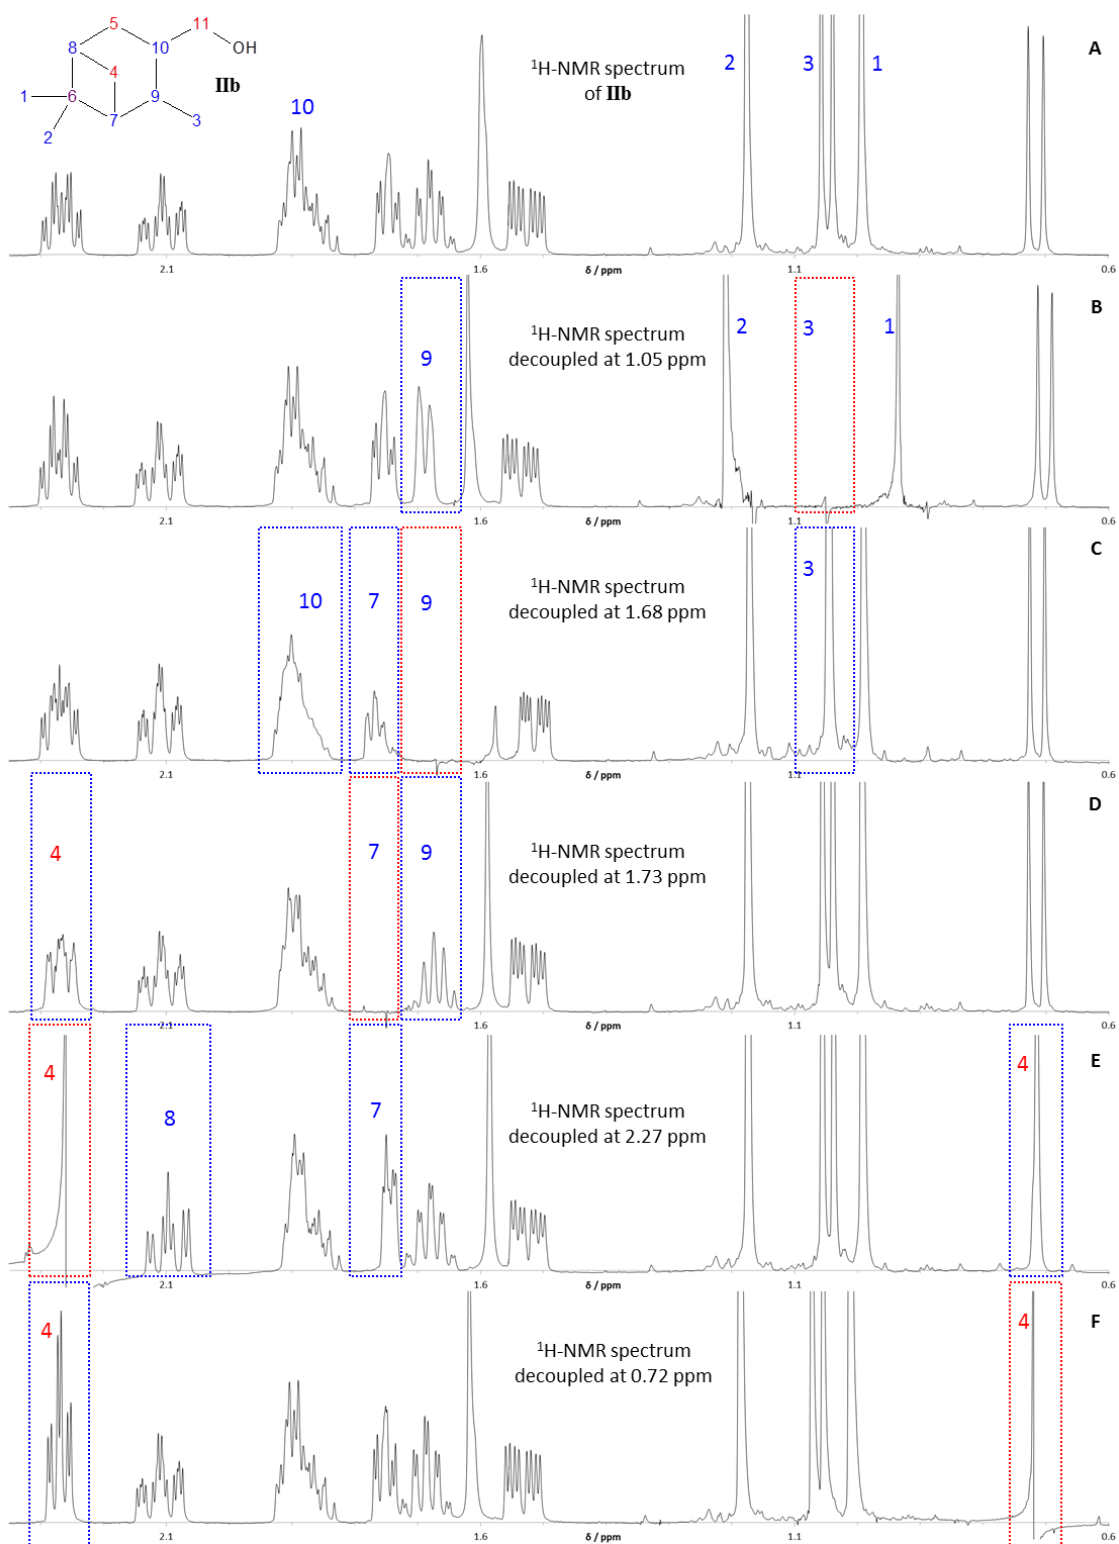 5 11
8 10 OH
4
IIb
1 6 9
7 3
2
10
2 3 1
¹H-NMR spectrum
of IIb
A
2.1 1.6 δ / ppm 1.1 0.6
9
¹H-NMR spectrum
decoupled at 1.05 ppm
2 3 1
B
2.1 1.6 δ / ppm 1.1 0.6
10 7 9
¹H-NMR spectrum
decoupled at 1.68 ppm
3
C
2.1 1.6 δ / ppm 1.1 0.6
4 7 9
¹H-NMR spectrum
decoupled at 1.73 ppm
D
2.1 1.6 δ / ppm 1.1 0.6
4 8 7
¹H-NMR spectrum
decoupled at 2.27 ppm
4
E
2.1 1.6 δ / ppm 1.1 0.6
4
¹H-NMR spectrum
decoupled at 0.72 ppm
4
F
2.1 1.6 δ / ppm 1.1 0.6